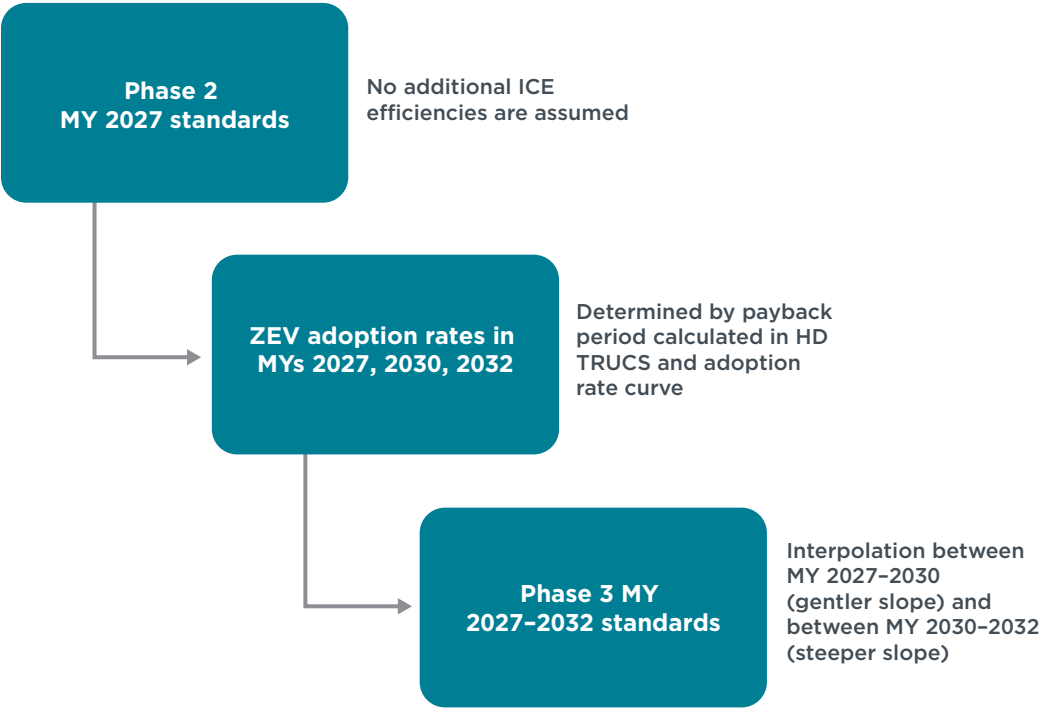 Phase 2
MY 2027 standards
No additional ICE
efficiencies are assumed
ZEV adoption rates in
MYs 2027, 2030, 2032
Determined by payback
period calculated in HD
TRUCS and adoption
rate curve
Phase 3 MY
2027–2032 standards
Interpolation between
MY 2027–2030
(gentler slope) and
between MY 2030–2032
(steeper slope)